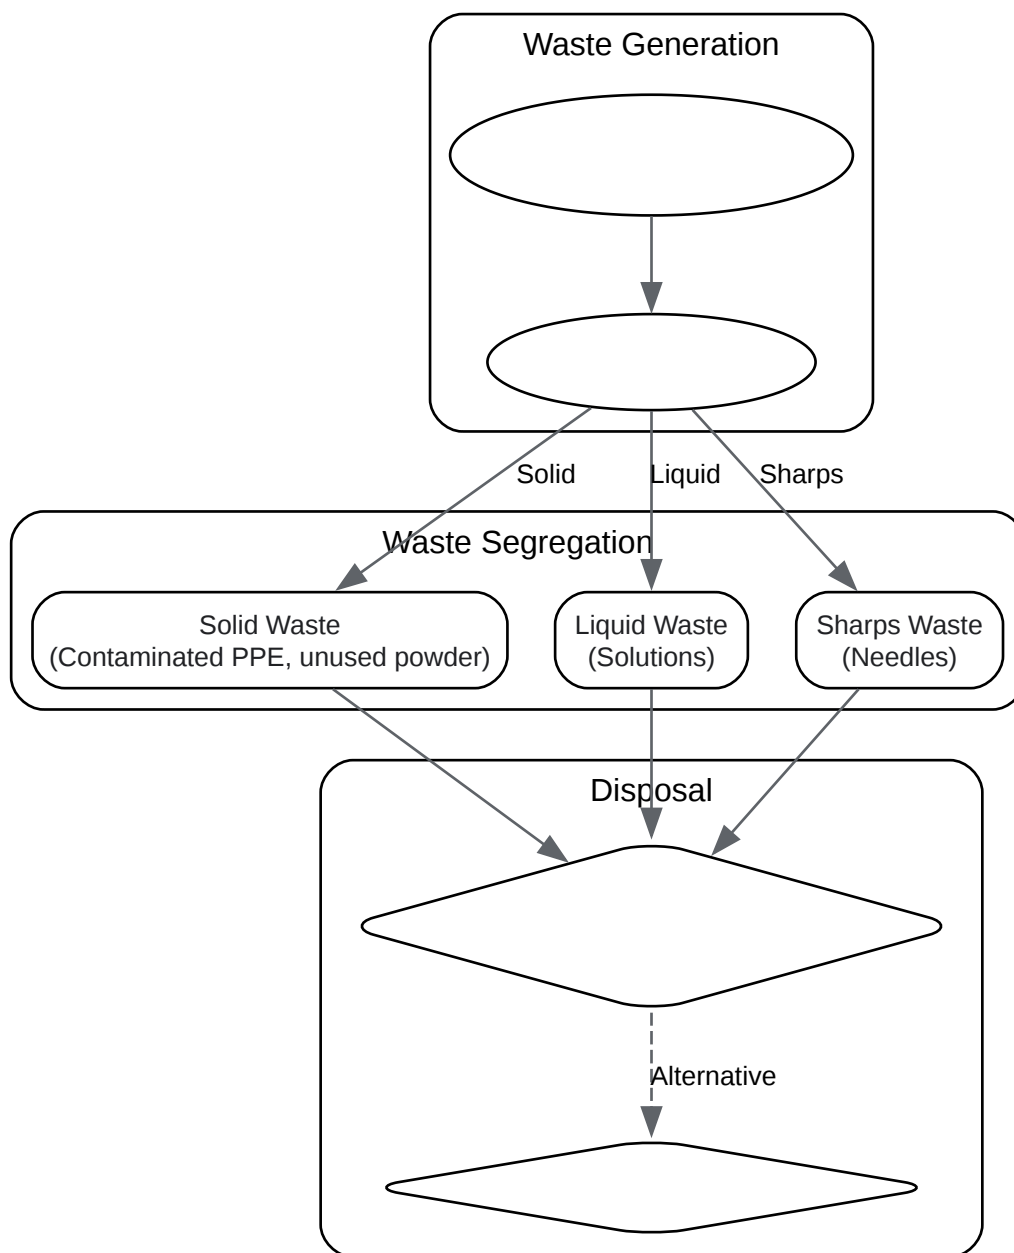 Waste Generation
Solid
Liquid
Sharps
Waste Segregation
Solid Waste
(Contaminated PPE, unused powder)
Liquid Waste
(Solutions)
Sharps Waste
(Needles)
Disposal
Alternative